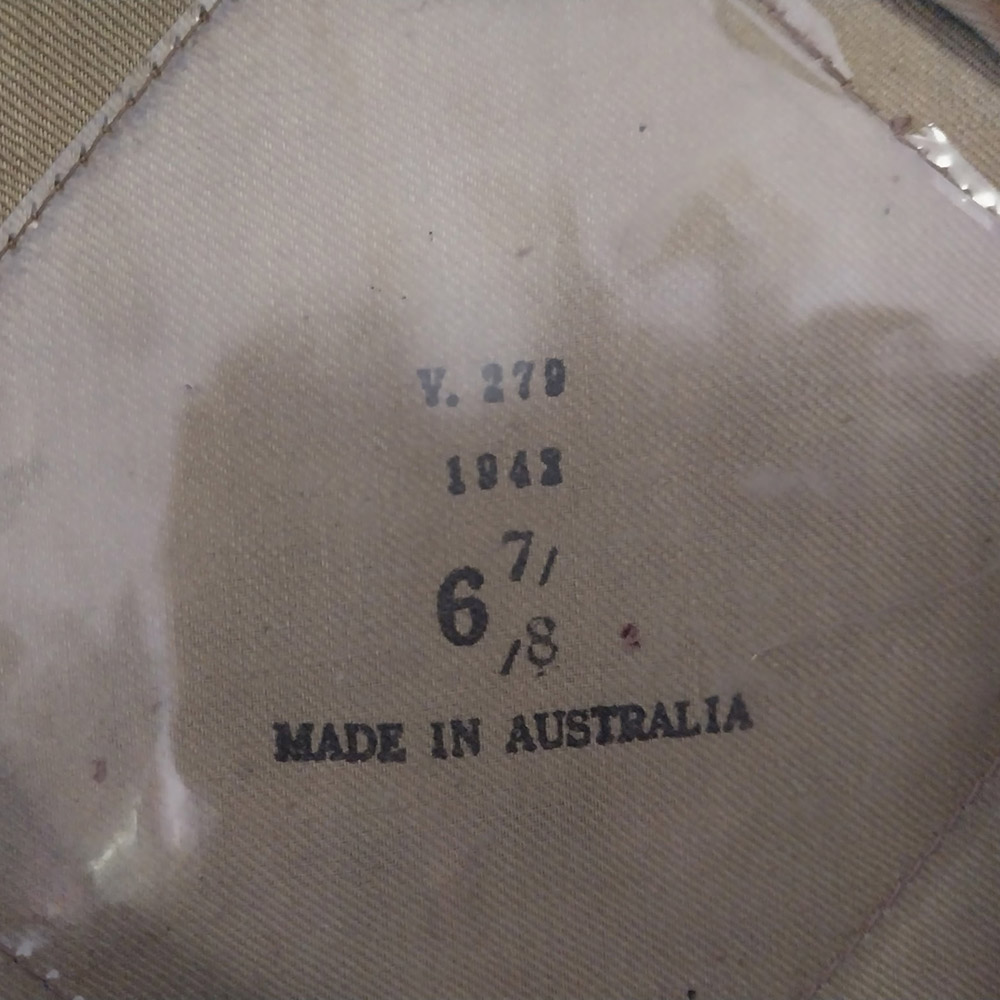 V. 279
1943
6 7/8
MADE IN AUSTRALIA